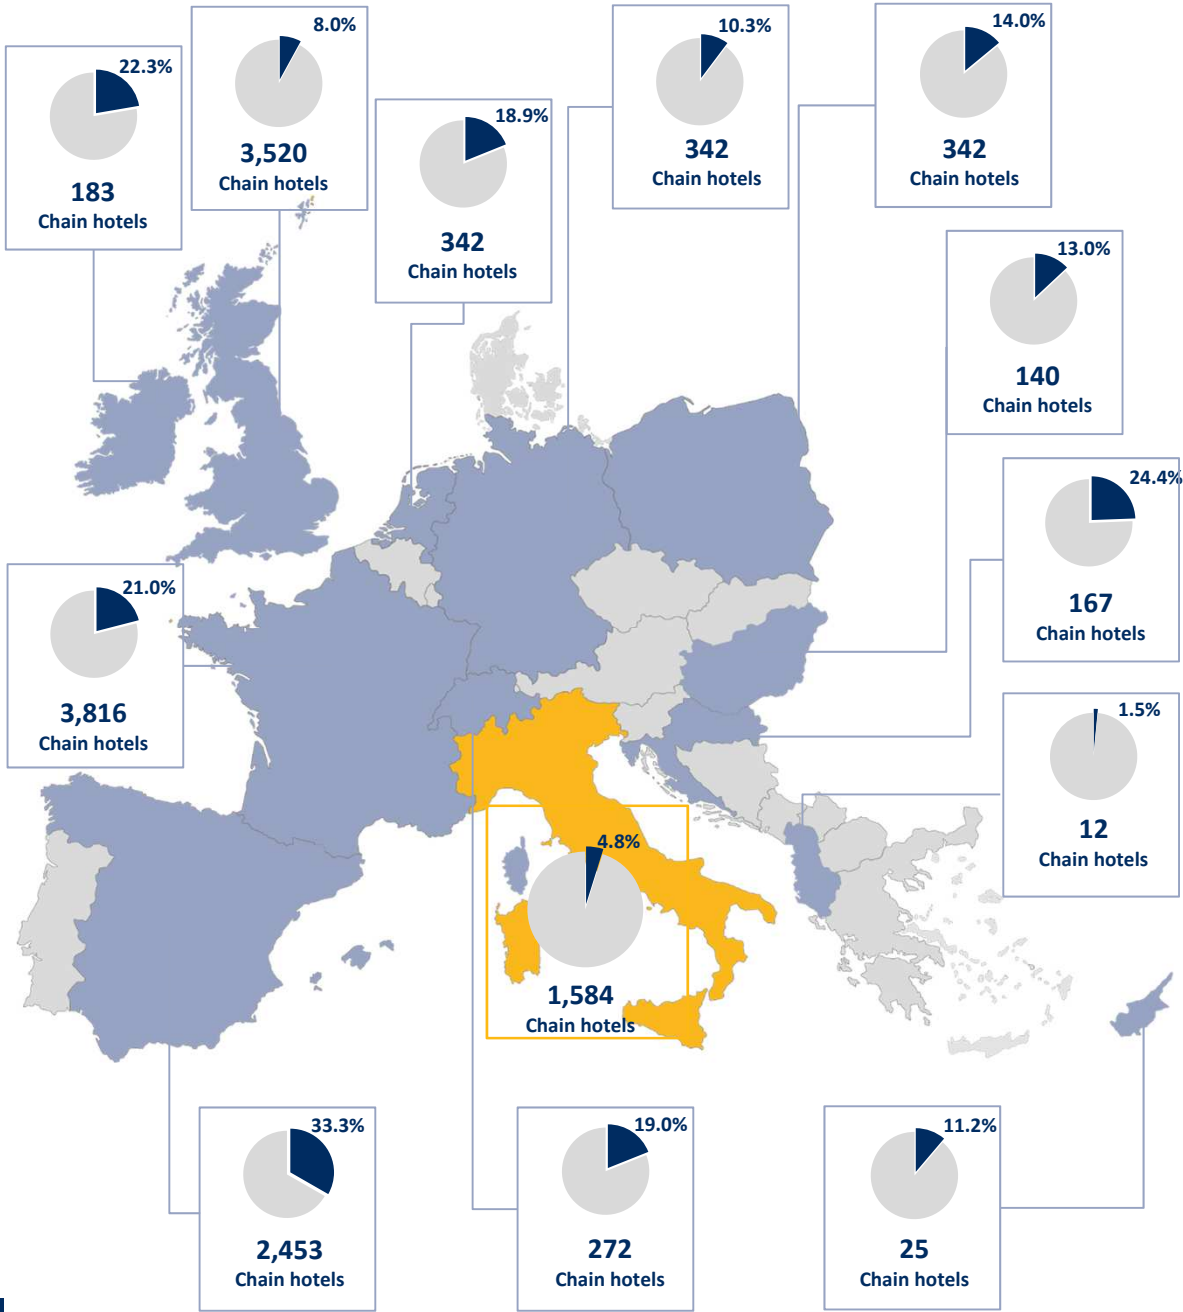 8.0%
3,520
Chain hotels
10.3%
342
Chain hotels
14.0%
342
Chain hotels
22.3%
183
Chain hotels
18.9%
342
Chain hotels
13.0%
140
Chain hotels
24.4%
167
Chain hotels
21.0%
3,816
Chain hotels
1.5%
12
Chain hotels
4.8%
1,584
Chain hotels
33.3%
2,453
Chain hotels
19.0%
272
Chain hotels
11.2%
25
Chain hotels